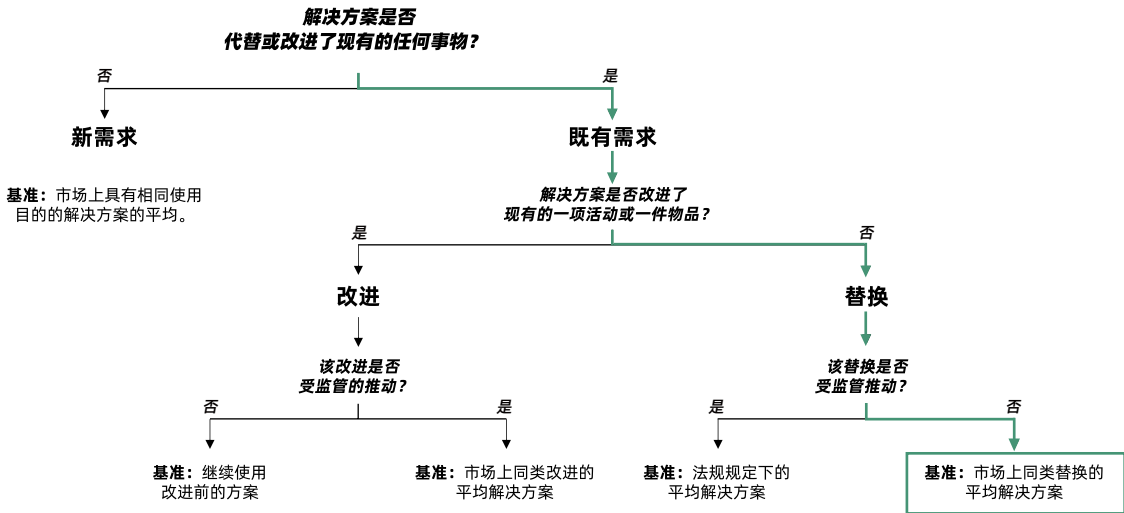 解决方案是否
代替或改进了现有的任何事物？
否
是
新需求
既有需求
基准：市场上具有相同使用
目的的解决方案的平均。
解决方案是否改进了
现有的一项活动或一件物品？
是
否
改进
替换
该改进是否
受监管的推动？
该替换是否
受监管推动？
否
是
是
否
基准：继续使用
改进前的方案
基准：市场上同类改进的
平均解决方案
基准：法规规定下的
平均解决方案
基准：市场上同类替换的
平均解决方案